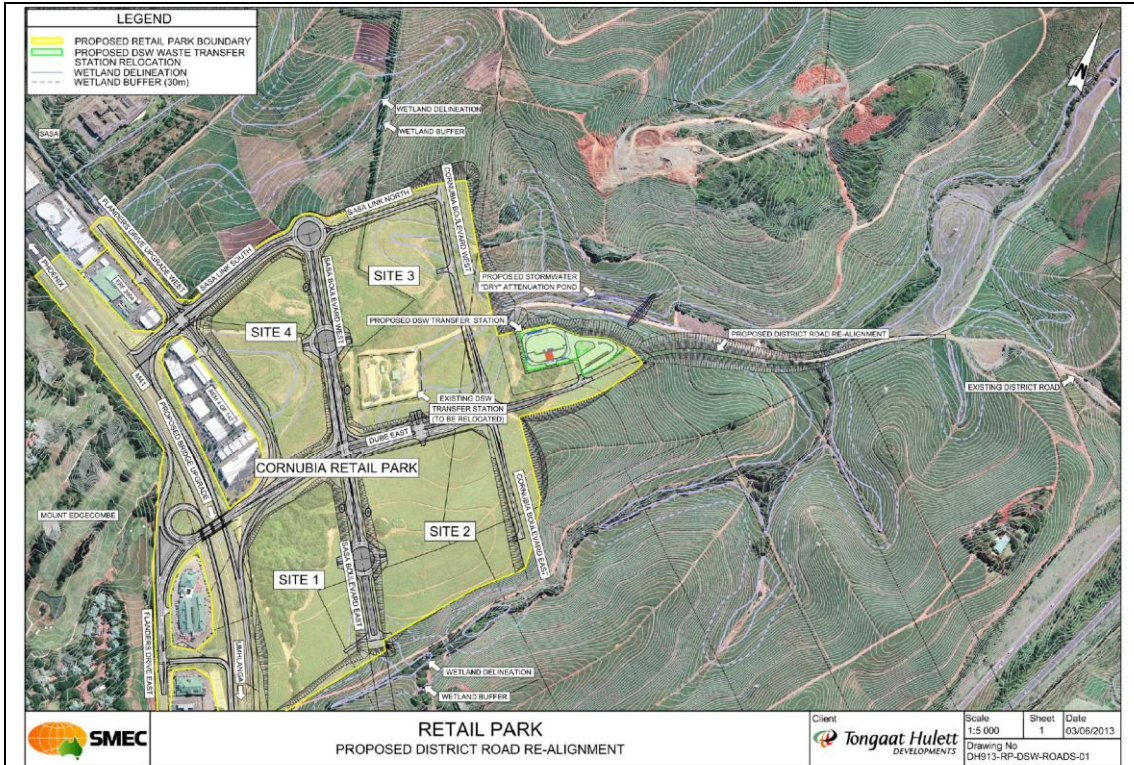 LEGEND
PROPOSED RETAIL PARK BOUNDARY
PROPOSED DSW WASTE TRANSFER
STATION RELOCATION
WETLAND DELINEATION
WETLAND BUFFER (30m)
N
SASA
WETLAND DELINEATION
WETLAND BUFFER
PHOENIX
FLANDERS DRIVE UPGRADE WEST
SASA LINK SOUTH
SASA LINK NORTH
CORNUBIA BOULEVARD WEST
SITE 3
SASA BOULEVARD WEST
SITE 4
PROPOSED STORMWATER
"DRY" ATTENUATION POND
PROPOSED DSW TRANSFER STATION
PROPOSED DISTRICT ROAD RE-ALIGNMENT
EXISTING DISTRICT ROAD
M41
PROPOSED BRIDGE UPGRADE
EXISTING DSW
TRANSFER STATION
(TO BE RELOCATED)
DUBE EAST
CORNUBIA RETAIL PARK
MOUNT EDGECOMBE
SITE 2
CORNUBIA BOULEVARD EAST
SITE 1
SASA BOULEVARD EAST
FLANDERS DRIVE EAST
UMHLANGA
WETLAND DELINEATION
WETLAND BUFFER
SMEC
RETAIL PARK
PROPOSED DISTRICT ROAD RE-ALIGNMENT
Client
Tongaat Hulett
DEVELOPMENTS
Scale
1:5 000
Sheet
1
Date
03/06/2013
Drawing No
DH913-RP-DSW-ROADS-01